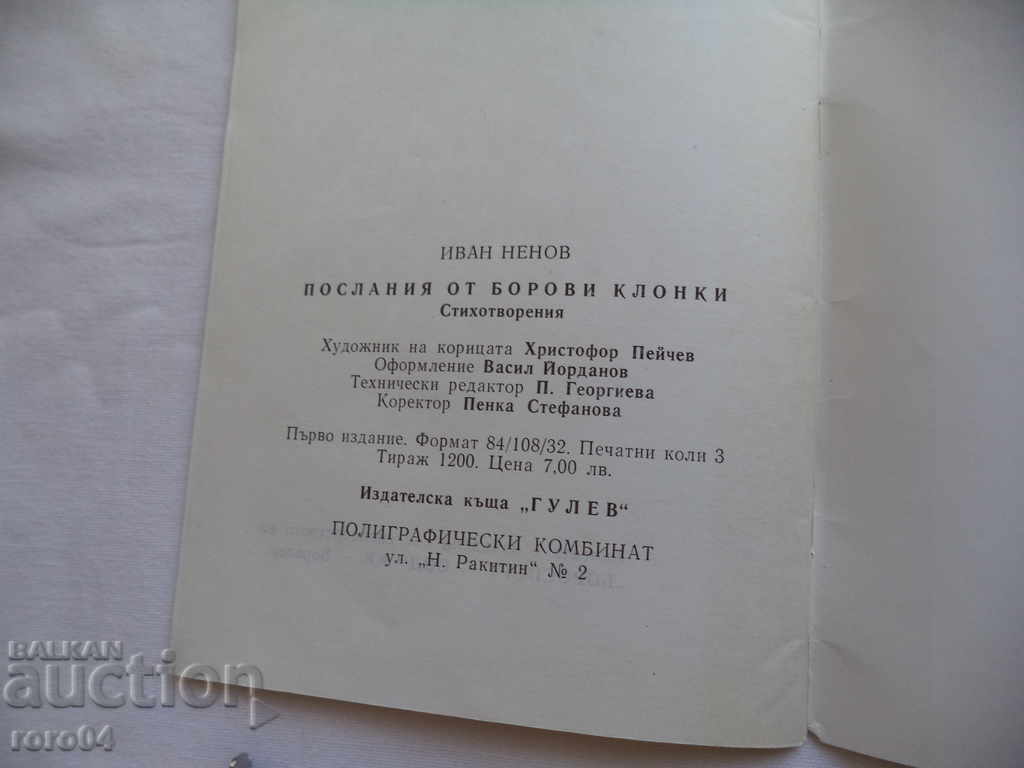 ИВАН НЕНОВ
ПОСЛАНИЯ ОТ БОРОВИ КЛОНКИ
Стихотворения
Художник на корицата Христофор Пейчев
Оформление Васил Йорданов
Технически редактор П. Георгиева
Коректор Пенка Стефанова
Първо издание. Формат 84/108/32. Печатни коли 3
Тираж 1200. Цена 7,00 лв.
Издателска къща „ГУЛЕВ"
ПОЛИГРАФИЧЕСКИ КОМБИНАТ
ул. „Н. Ракитин" № 2
BALKAN
auction
roro04